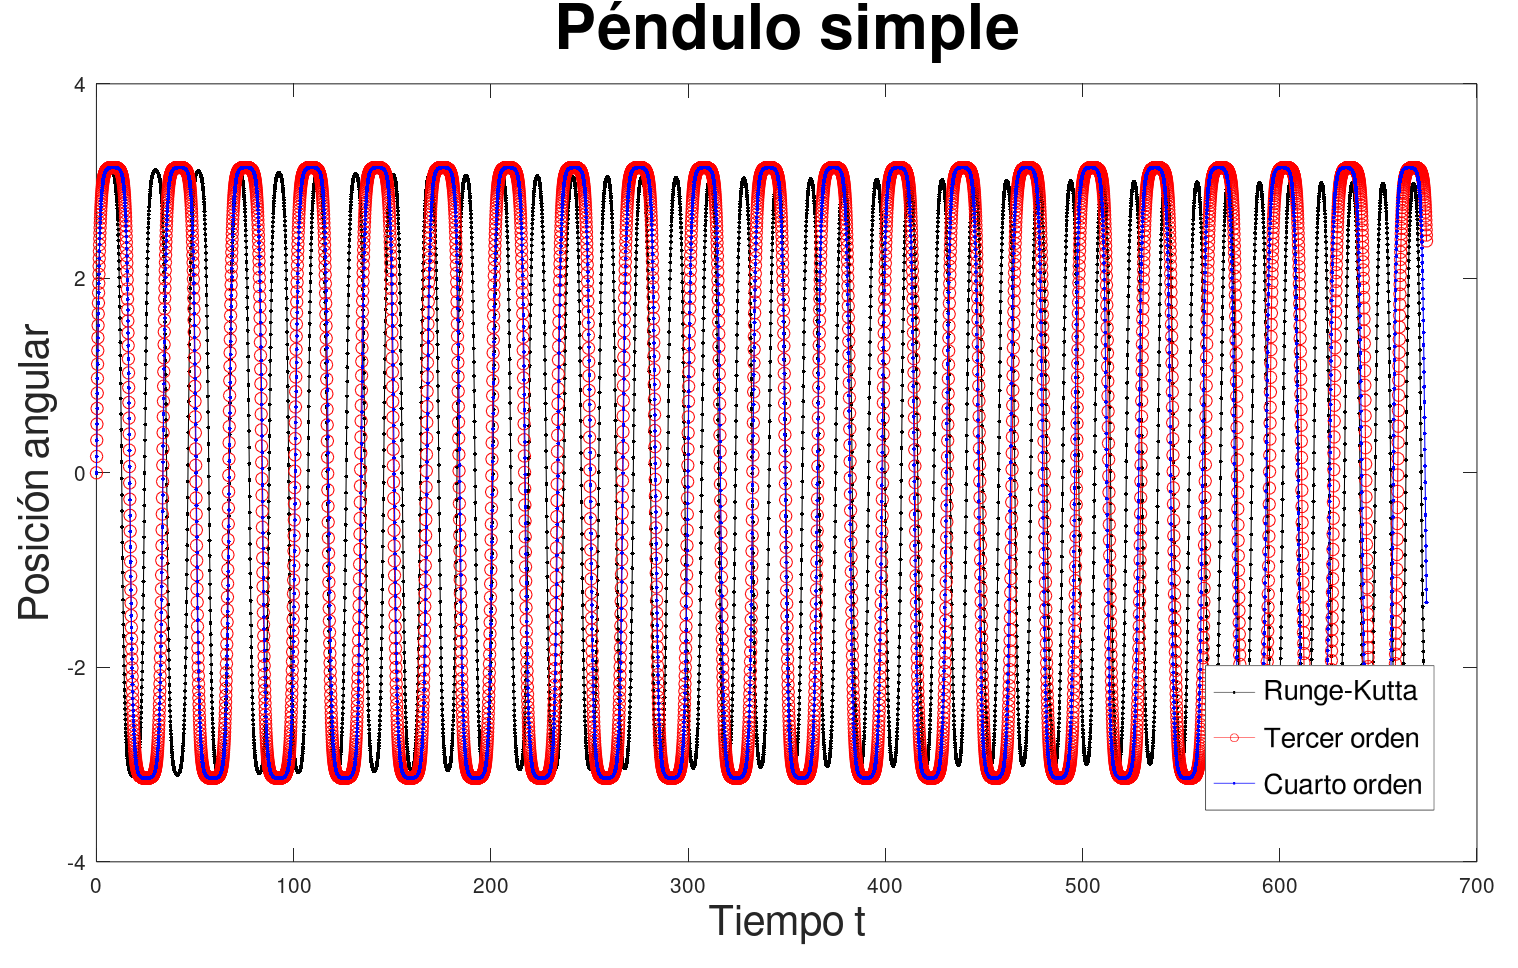 Péndulo simple
4
2
0
-2
-4
Posición angular
0 100 200 300 400 500 600 700
Tiempo t
Runge-Kutta
Tercer orden
Cuarto orden